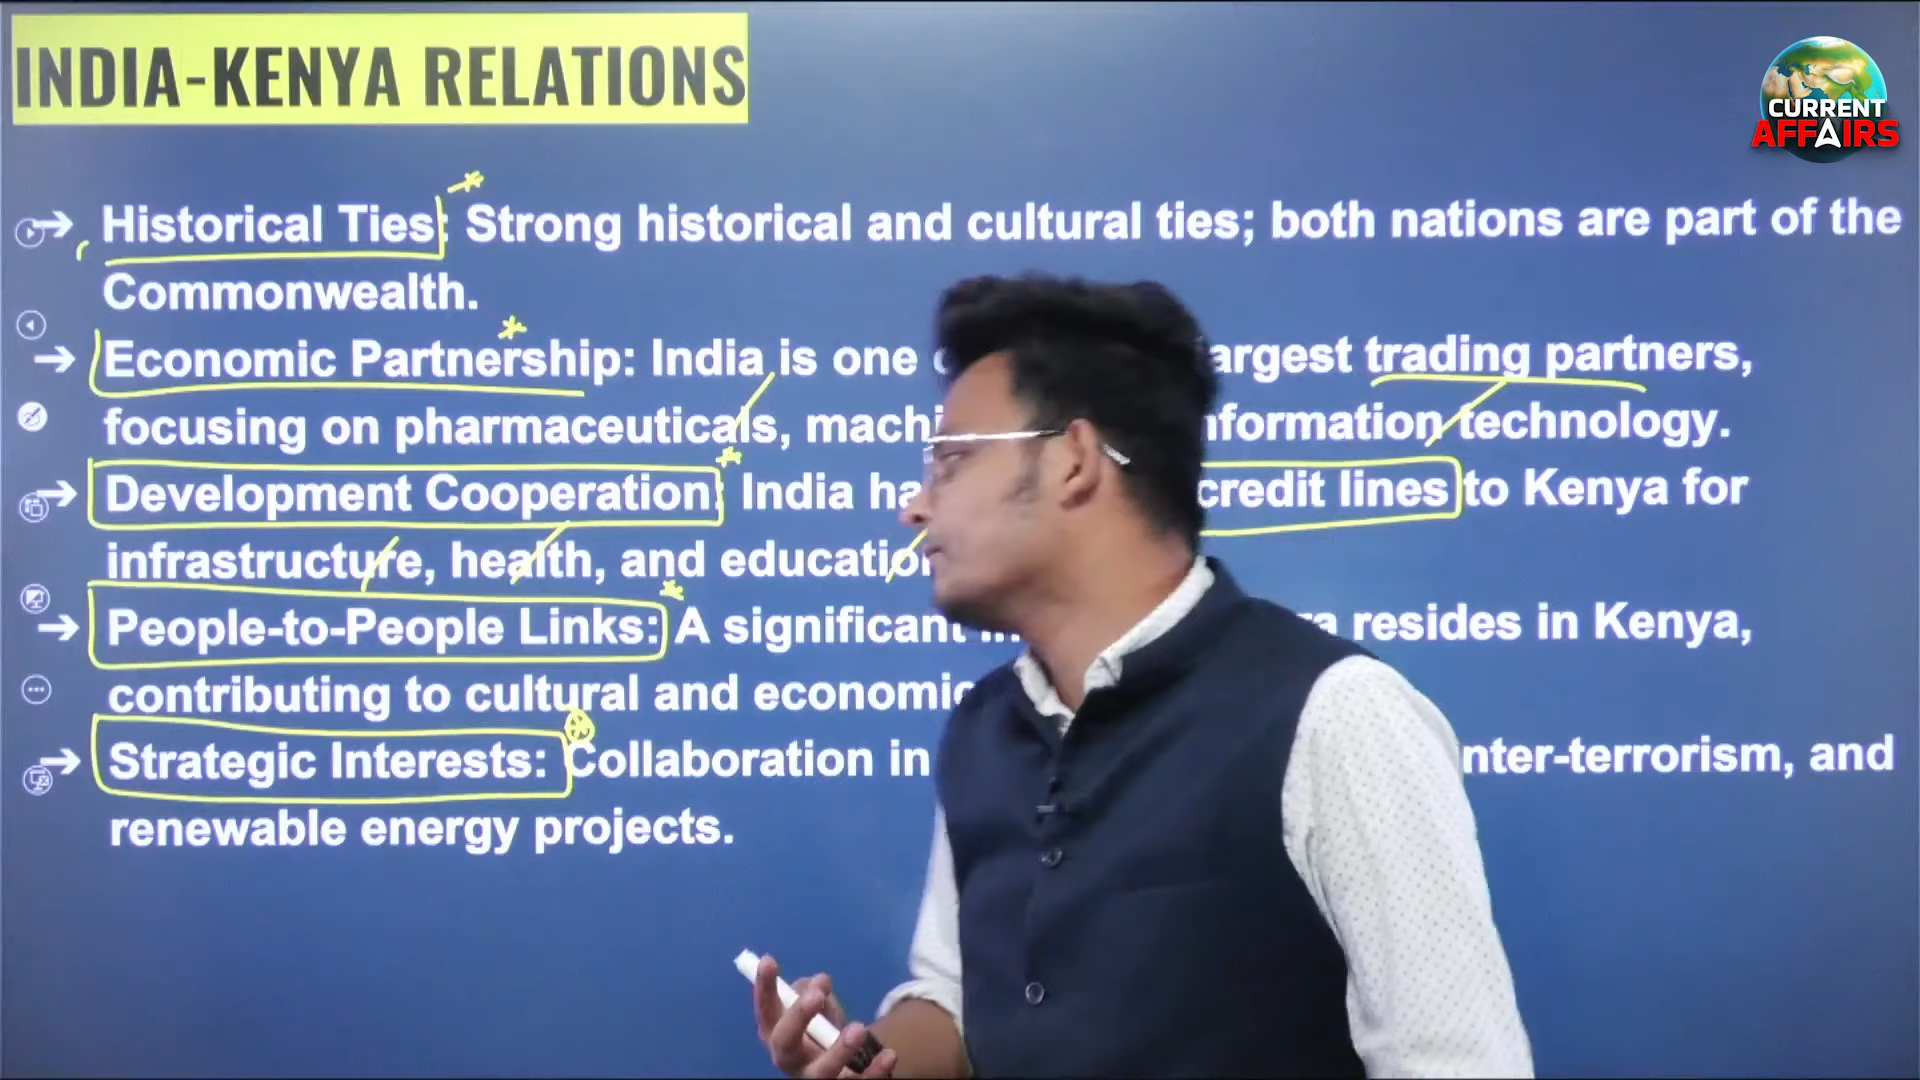 INDIA-KENYA RELATIONS
CURRENT
AFFAIRS
Historical Ties: Strong historical and cultural ties; both nations are part of the
Commonwealth.
Economic Partnership: India is one argest trading partners,
focusing on pharmaceuticals, machi nformation technology.
Development Cooperation: India ha credit lines to Kenya for
infrastructure, health, and educatio
People-to-People Links: A significant resides in Kenya,
contributing to cultural and economic
Strategic Interests: Collaboration in nter-terrorism, and
renewable energy projects.